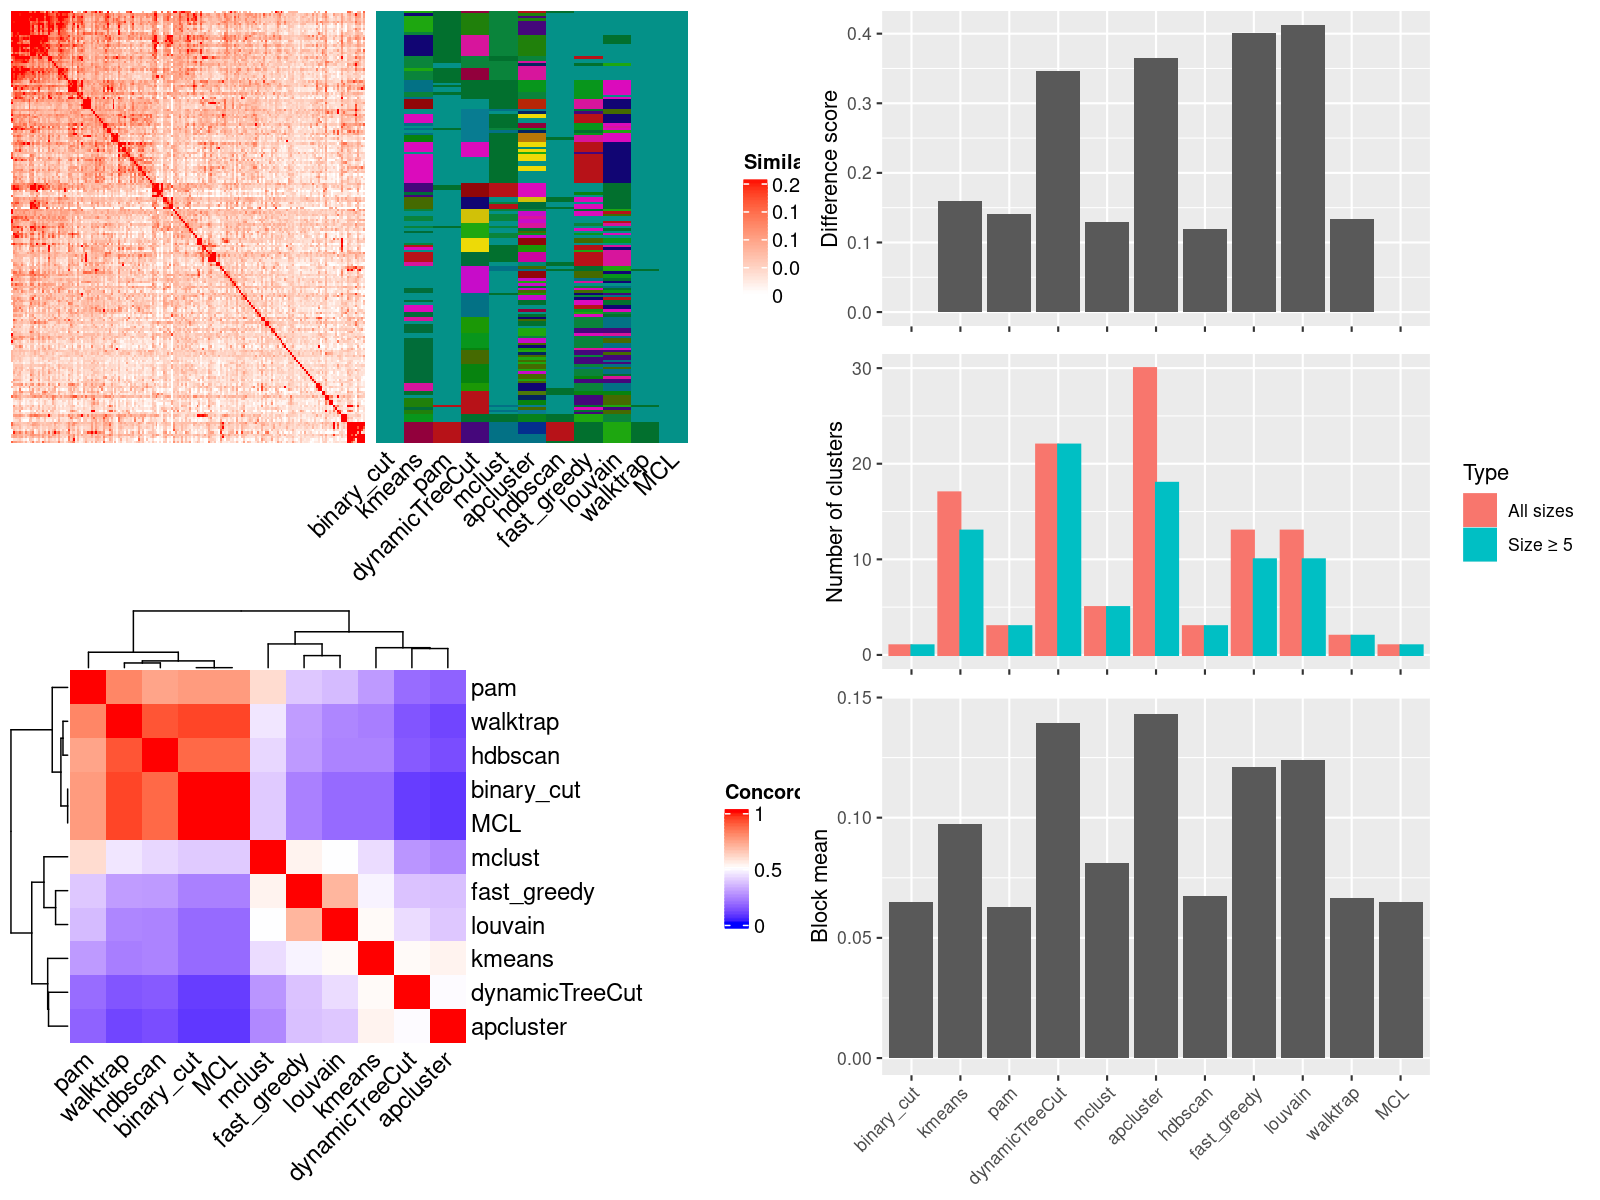 Simila
0.2
0.1
0.1
0.0
0
binary_cut
kmeans
pam
dynamicTreeCut
mclust
apcluster
hdbscan
fast_greedy
louvain
walktrap
MCL
pam
walktrap
hdbscan
binary_cut
MCL
mclust
fast_greedy
louvain
kmeans
dynamicTreeCut
apcluster
pam
walktrap
hdbscan
binary_cut
MCL
mclust
fast_greedy
louvain
kmeans
dynamicTreeCut
apcluster
Concord
1
0.5
0
Difference score
0.4
0.3
0.2
0.1
0.0
Number of clusters
30
20
10
0
Type
All sizes
Size ≥ 5
Block mean
0.15
0.10
0.05
0.00
binary_cut
kmeans
pam
dynamicTreeCut
mclust
apcluster
hdbscan
fast_greedy
louvain
walktrap
MCL